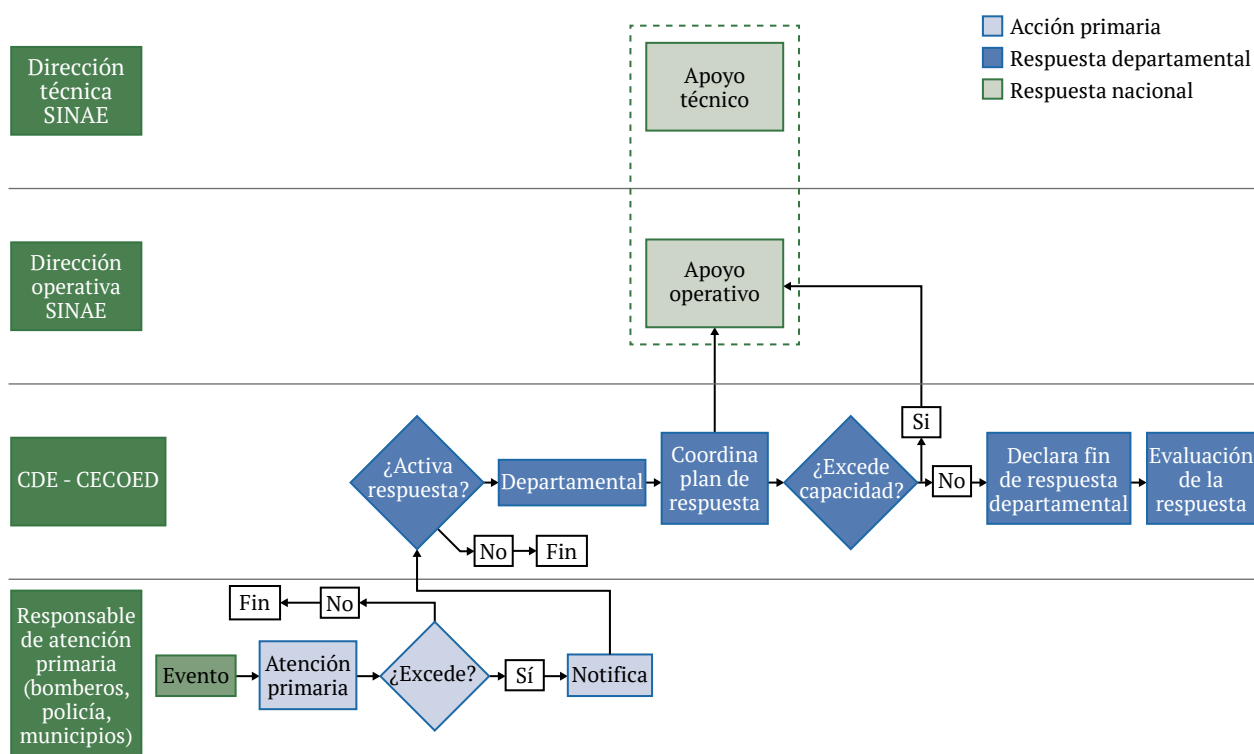 Acción primaria
Respuesta departamental
Respuesta nacional
Dirección
técnica
SINAE
Apoyo
técnico
Dirección
operativa
SINAE
Apoyo
operativo
CDE - CECOED
¿Activa
respuesta?
Departamental
Coordina
plan de
respuesta
¿Excede
capacidad?
Si
No
Declara fin
de respuesta
departamental
Evaluación
de la
respuesta
No
Fin
Responsable
de atención
primaria
(bomberos,
policía,
municipios)
Fin
No
Evento
Atención
primaria
¿Excede?
Sí
Notifica